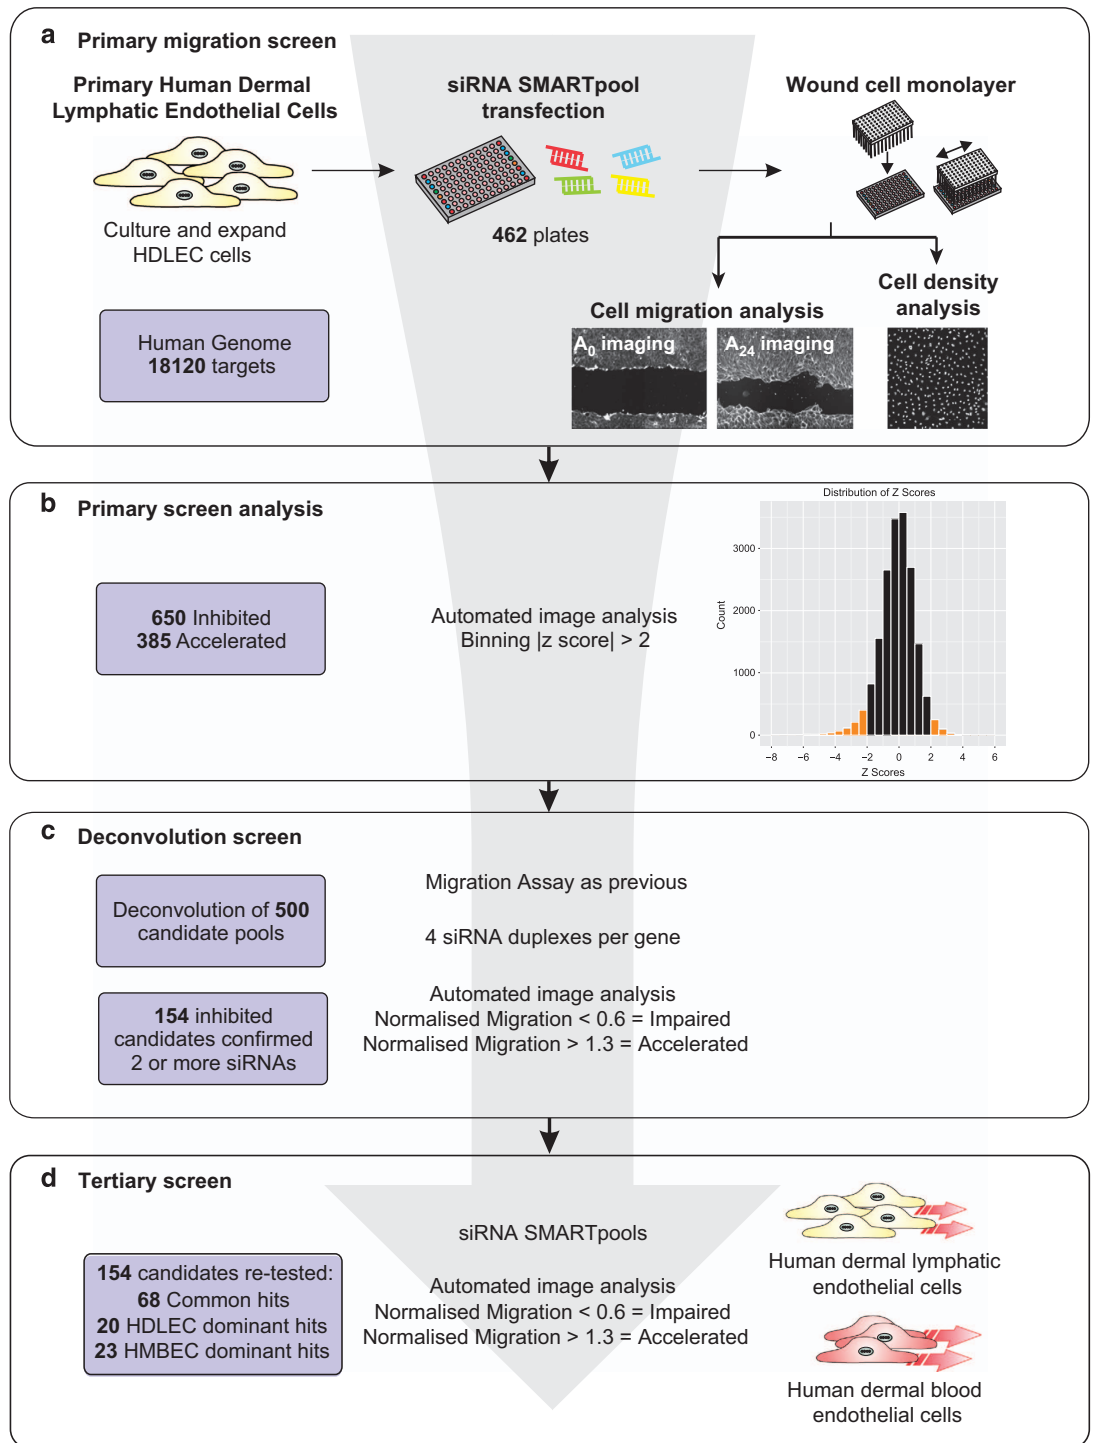 a Primary migration screen
Primary Human Dermal
Lymphatic Endothelial Cells
siRNA SMARTpool
transfection
Wound cell monolayer
Culture and expand
HDLEC cells
462 plates
Human Genome
18120 targets
Cell migration analysis
Cell density
analysis
A0 imaging
A24 imaging
b Primary screen analysis
650 Inhibited
385 Accelerated
Automated image analysis
Binning |z score| > 2
Distribution of Z Scores
Count
3000
2000
1000
0
−8 −6 −4 −2 0 2 4 6
Z Scores
c Deconvolution screen
Deconvolution of 500
candidate pools
154 inhibited
candidates confirmed
2 or more siRNAs
Migration Assay as previous
4 siRNA duplexes per gene
Automated image analysis
Normalised Migration < 0.6 = Impaired
Normalised Migration > 1.3 = Accelerated
d Tertiary screen
154 candidates re-tested:
68 Common hits
20 HDLEC dominant hits
23 HMBEC dominant hits
siRNA SMARTpools
Automated image analysis
Normalised Migration < 0.6 = Impaired
Normalised Migration > 1.3 = Accelerated
Human dermal lymphatic
endothelial cells
Human dermal blood
endothelial cells